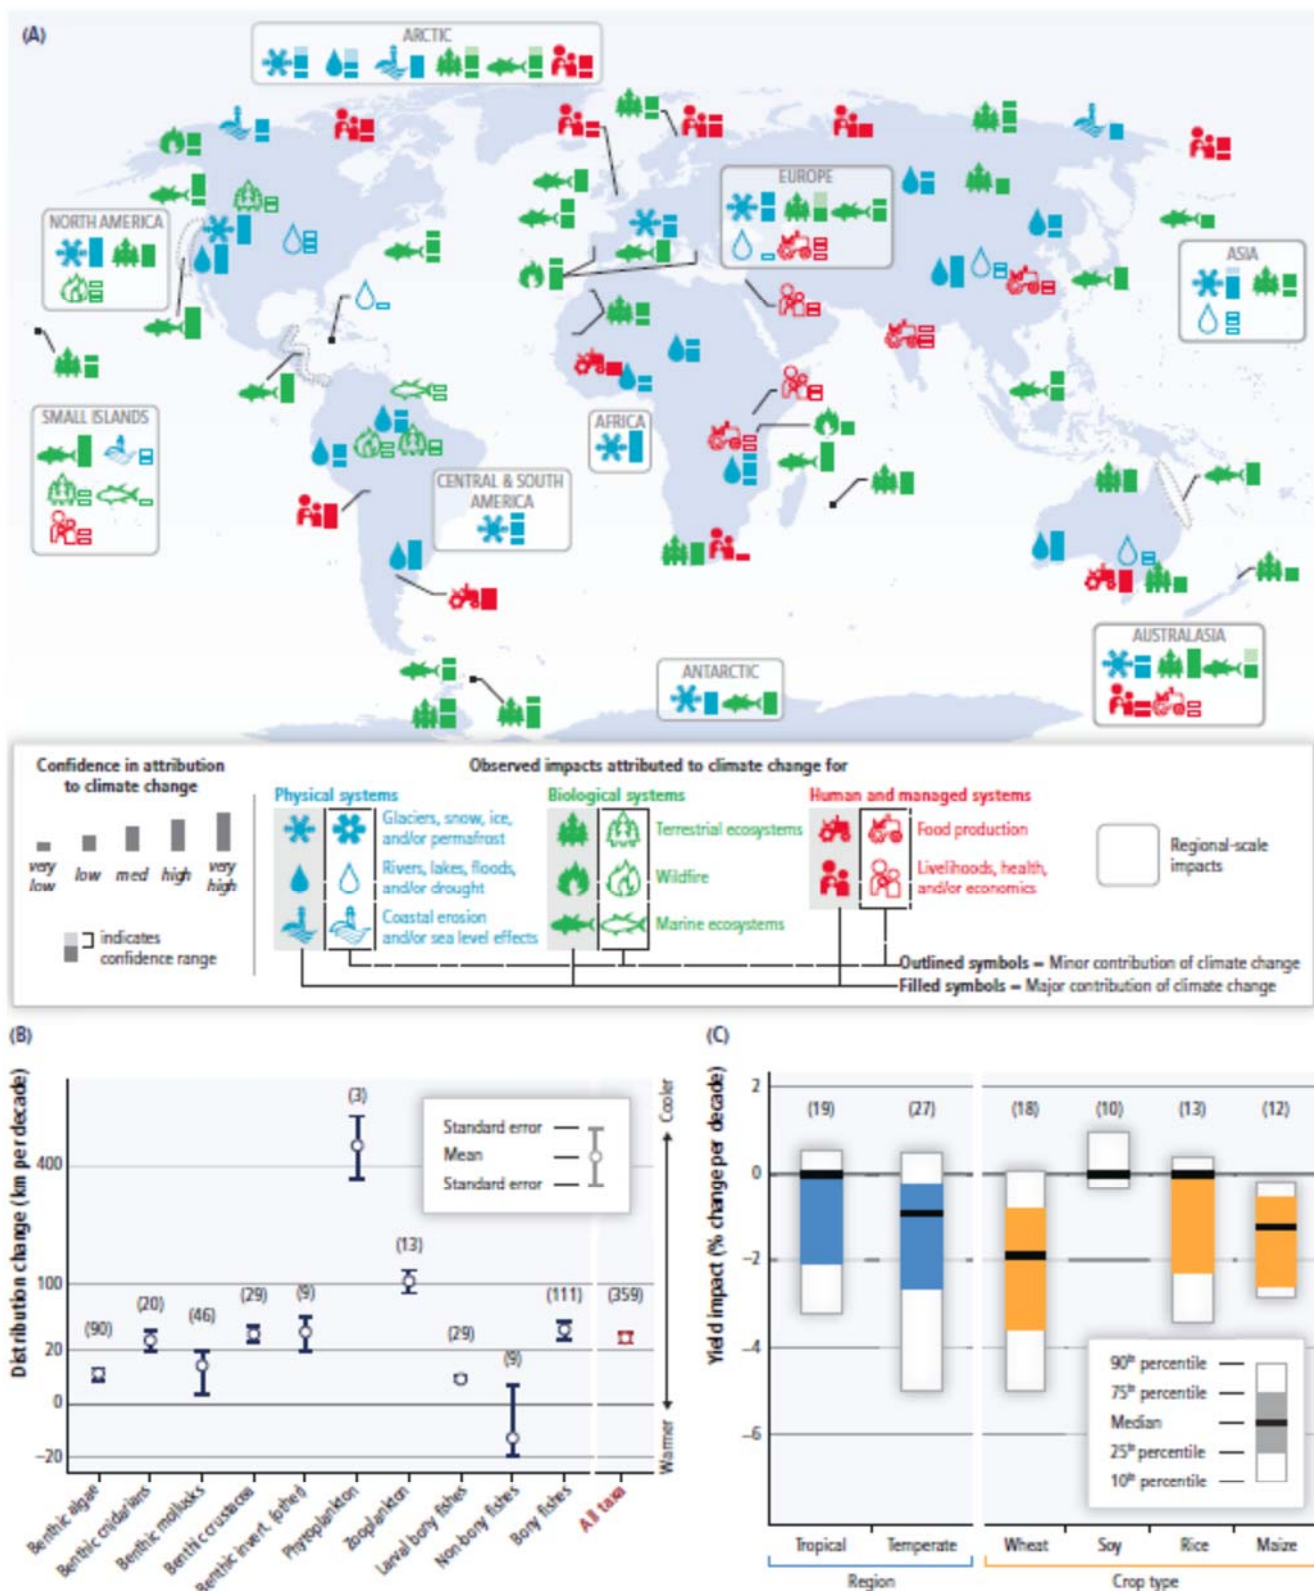 (A)
ARCTIC
EUROPE
NORTH AMERICA
ASIA
SMALL ISLANDS
AFRICA
CENTRAL & SOUTH
AMERICA
AUSTRALASIA
ANTARCTIC
Confidence in attribution
to climate change
very low
low
med
high
very high
indicates
confidence range
Observed impacts attributed to climate change for
Physical systems
Glaciers, snow, ice,
and/or permafrost
Rivers, lakes, floods,
and/or drought
Coastal erosion
and/or sea level effects
Biological systems
Terrestrial ecosystems
Wildfire
Marine ecosystems
Human and managed systems
Food production
Livelihoods, health,
and/or economics
Regional-scale
impacts
Outlined symbols = Minor contribution of climate change
Filled symbols = Major contribution of climate change
(B)
Distribution change (km per decade)
400
100
20
0
−20
(90)
(20)
(46)
(29)
(9)
(3)
(13)
(29)
(9)
(111)
(359)
Standard error
Mean
Standard error
Cooler
Warmer
Benthic algae
Benthic cnidarians
Benthic mollusks
Benthic crustacea
Benthic invert. (other)
Phytoplankton
Zooplankton
Larval bony fishes
Non-bony fishes
Bony fishes
All taxa
(C)
Yield impact (% change per decade)
2
0
−2
−4
−6
(19)
(27)
(18)
(10)
(13)
(12)
90th percentile
75th percentile
Median
25th percentile
10th percentile
Tropical
Temperate
Wheat
Soy
Rice
Maize
Region
Crop type